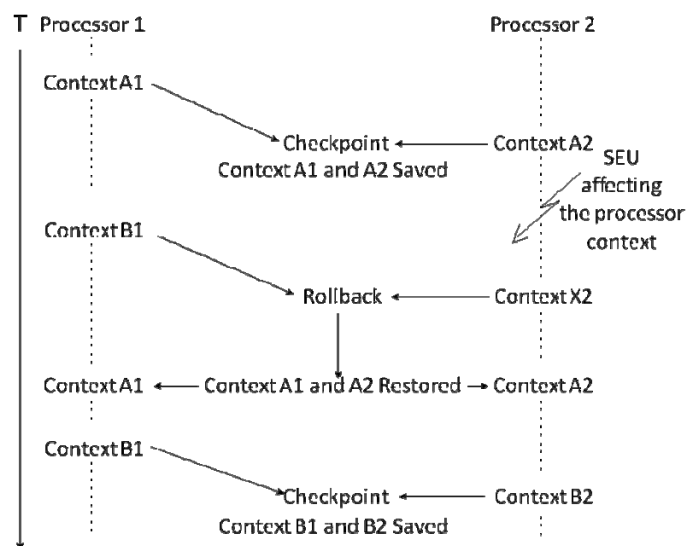 T Processor 1 Processor 2
Context A1
Checkpoint Context A2
Context A1 and A2 Saved
SEU
affecting
the processor
context
Context B1
Rollback Context X2
Context A1 Context A1 and A2 Restored Context A2
Context B1
Checkpoint Context B2
Context B1 and B2 Saved